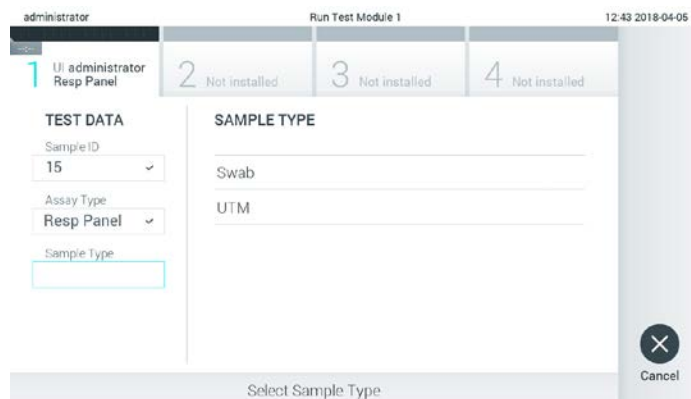 administrator
Run Test Module 1
12:43 2018-04-05
1 UI administrator
Resp Panel
2 Not installed
3 Not installed
4 Not installed
TEST DATA
Sample ID
15
Assay Type
Resp Panel
Sample Type
SAMPLE TYPE
Swab
UTM
Select Sample Type
Cancel